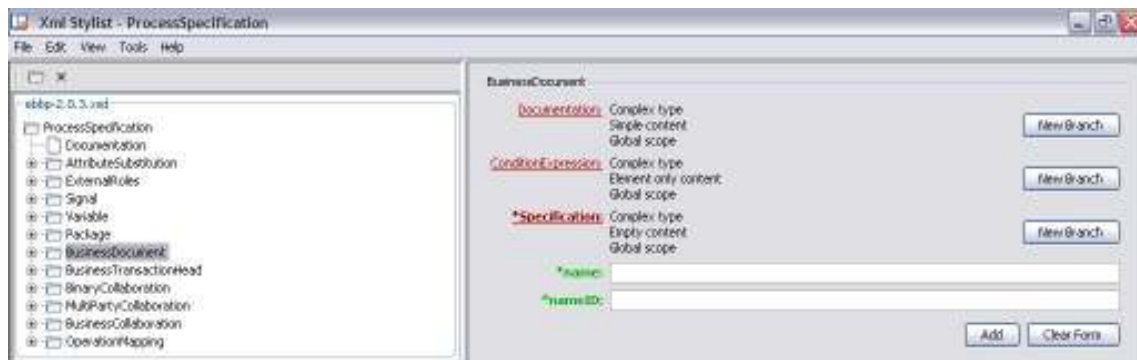 Xml Stylist - ProcessSpecification
File Edit View Tools Help
ebbp-2.0.3.xsd
ProcessSpecification
Documentation
AttributeSubstitution
ExternalRoles
Signal
Variable
Package
BusinessDocument
BusinessTransactionHead
BinaryCollaboration
MultiPartyCollaboration
BusinessCollaboration
OperationMapping
BusinessDocument
Documentation: Complex type
Simple content
Global scope
New Branch
ConditionExpression: Complex type
Element only content
Global scope
New Branch
*Specification: Complex type
Empty content
Global scope
New Branch
*name:
*nameID:
Add Clear Form